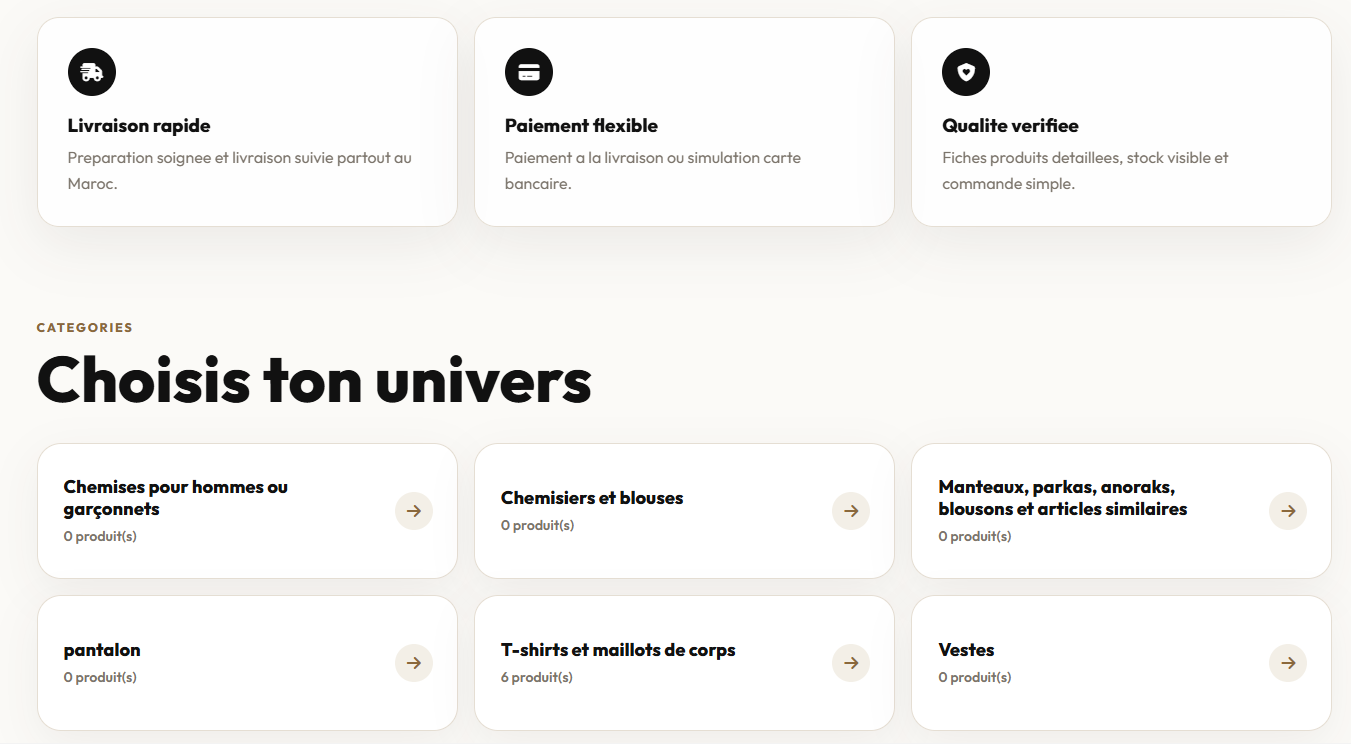 Livraison rapide
Preparation soignee et livraison suivie partout au
Maroc.
Paiement flexible
Paiement a la livraison ou simulation carte
bancaire.
Qualite verifiee
Fiches produits detaillees, stock visible et
commande simple.
CATEGORIES
Choisis ton univers
Chemises pour hommes ou
garçonnets
0 produit(s)
Chemisiers et blouses
0 produit(s)
Manteaux, parkas, anoraks,
blousons et articles similaires
0 produit(s)
pantalon
0 produit(s)
T-shirts et maillots de corps
6 produit(s)
Vestes
0 produit(s)